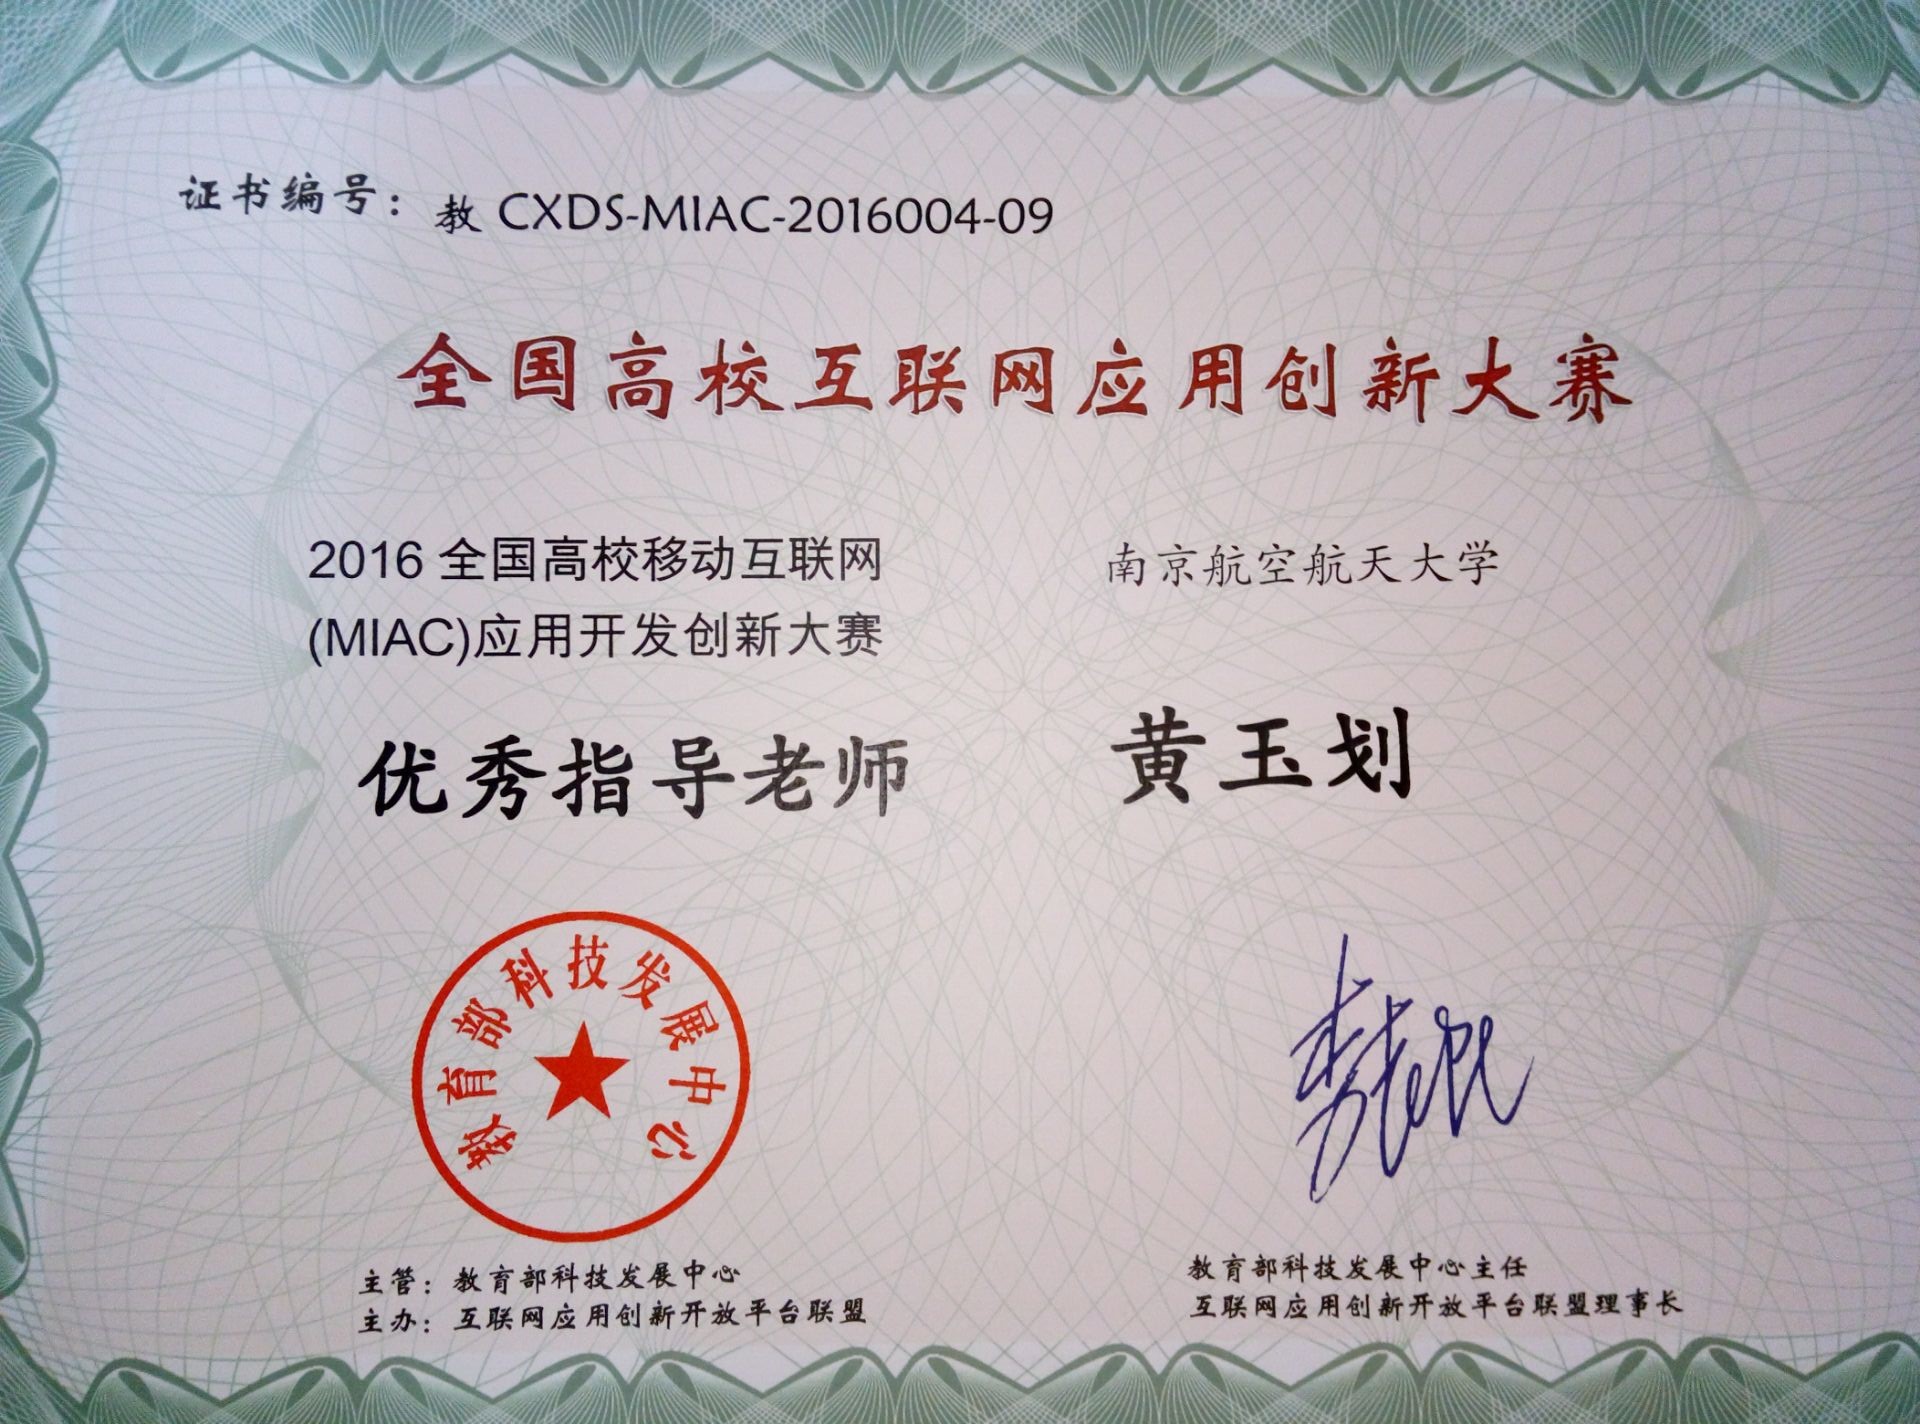 证书编号：教 CXDS-MIAC-2016004-09
全国高校互联网应用创新大赛
2016 全国高校移动互联网
(MIAC)应用开发创新大赛
优秀指导老师
南京航空航天大学
黄玉划
教育部科技发展中心
主管：教育部科技发展中心
主办：互联网应用创新开放平台联盟
教育部科技发展中心主任
互联网应用创新开放平台联盟理事长